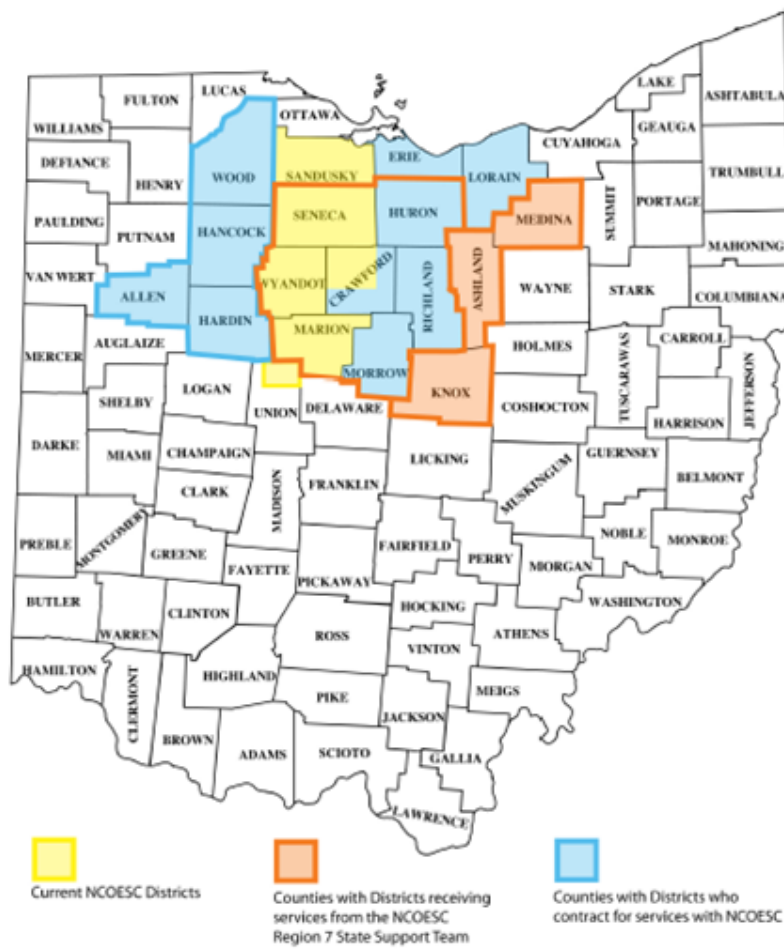 LUCAS
FULTON
WILLIAMS
OTTAWA
LAKE
ASHTABULA
GEAUGA
CUYAHOGA
DEFIANCE
HENRY
WOOD
SANDUSKY
ERIE
LORAIN
TRUMBULL
PAULDING
SENECA
HURON
MEDINA
SUMMIT
PORTAGE
PUTNAM
HANCOCK
MAHONING
VAN WERT
ALLEN
WYANDOT
CRAWFORD
RICHLAND
ASHLAND
WAYNE
STARK
COLUMBIANA
HARDIN
MARION
MERCER
AUGLAIZE
HOLMES
CARROLL
MORROW
KNOX
TUSCARAWAS
JEFFERSON
LOGAN
SHELBY
UNION
DELAWARE
COSHOCTON
HARRISON
DARKE
MIAMI
CHAMPAIGN
LICKING
GUERNSEY
BELMONT
CLARK
MADISON
FRANKLIN
MUSKINGUM
PREBLE
MONTGOMERY
GREENE
FAIRFIELD
PERRY
NOBLE
MONROE
FAYETTE
PICKAWAY
MORGAN
BUTLER
WARREN
CLINTON
HOCKING
WASHINGTON
ROSS
ATHENS
VINTON
HAMILTON
CLERMONT
HIGHLAND
PIKE
JACKSON
MEIGS
BROWN
ADAMS
SCIOTO
GALLIA
LAWRENCE
Current NCOESC Districts
Counties with Districts receiving
services from the NCOESC
Region 7 State Support Team
Counties with Districts who
contract for services with NCOESC